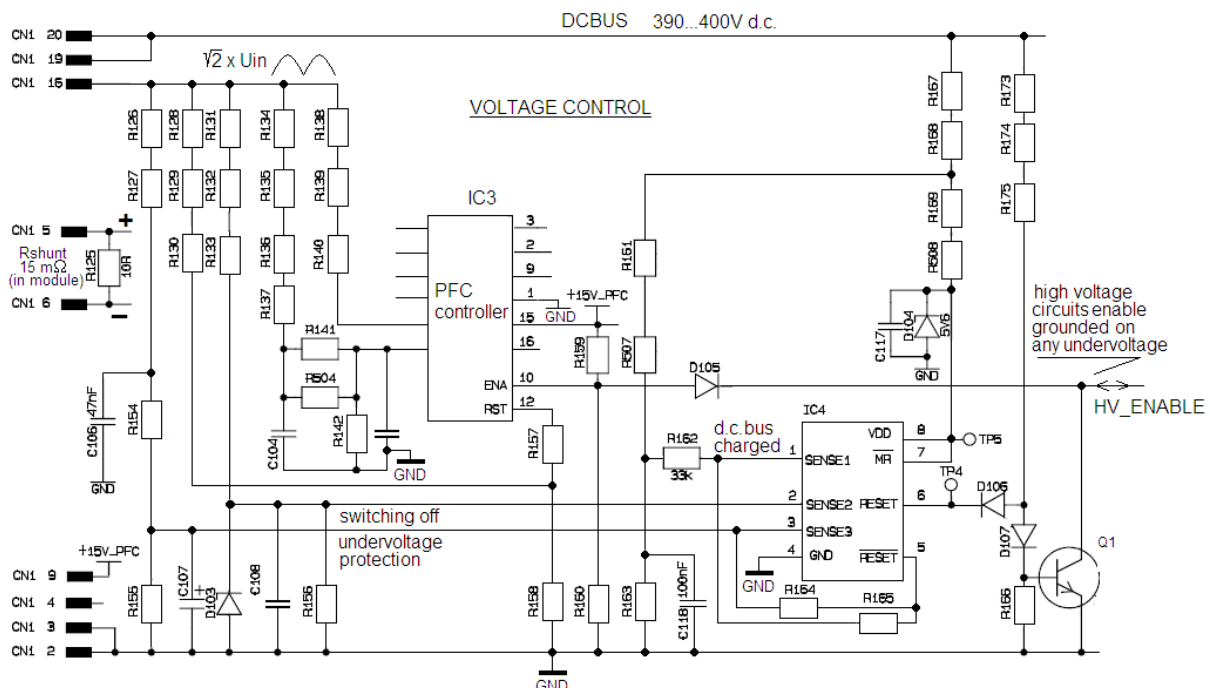 DCBUS 390...400V d.c.
CN1 20
CN1 19
CN1 15
√2 x Uin
VOLTAGE CONTROL
R126
R128
R131
R134
R138
R167
R173
R168
R174
R127
R129
R132
R135
R139
R169
R175
IC3
3
2
9
1
15
16
10
12
PFC
controller
ENA
RST
GND
+15V_PFC
CN1 5
+
Rshunt
15 mΩ
(in module)
R125
10R
CN1 6
−
R130
R133
R136
R140
R137
R161
R508
R141
R504
R142
C104
GND
R159
R507
C117
D104
5V6
GND
high voltage
circuits enable
grounded on
any undervoltage
HV_ENABLE
D105
C106
47nF
R154
GND
R157
d.c.bus
charged
R162
33k
IC4
1 SENSE1
2 SENSE2
3 SENSE3
4 GND
VDD 8
MR 7
RESET 6
RESET 5
TP5
TP4
D106
D107
Q1
GND
switching off
undervoltage
protection
+15V_PFC
CN1 9
CN1 4
CN1 3
CN1 2
R155
C107
+
D103
C108
R156
R158
R160
R163
C118
100nF
R164
R165
R166
GND